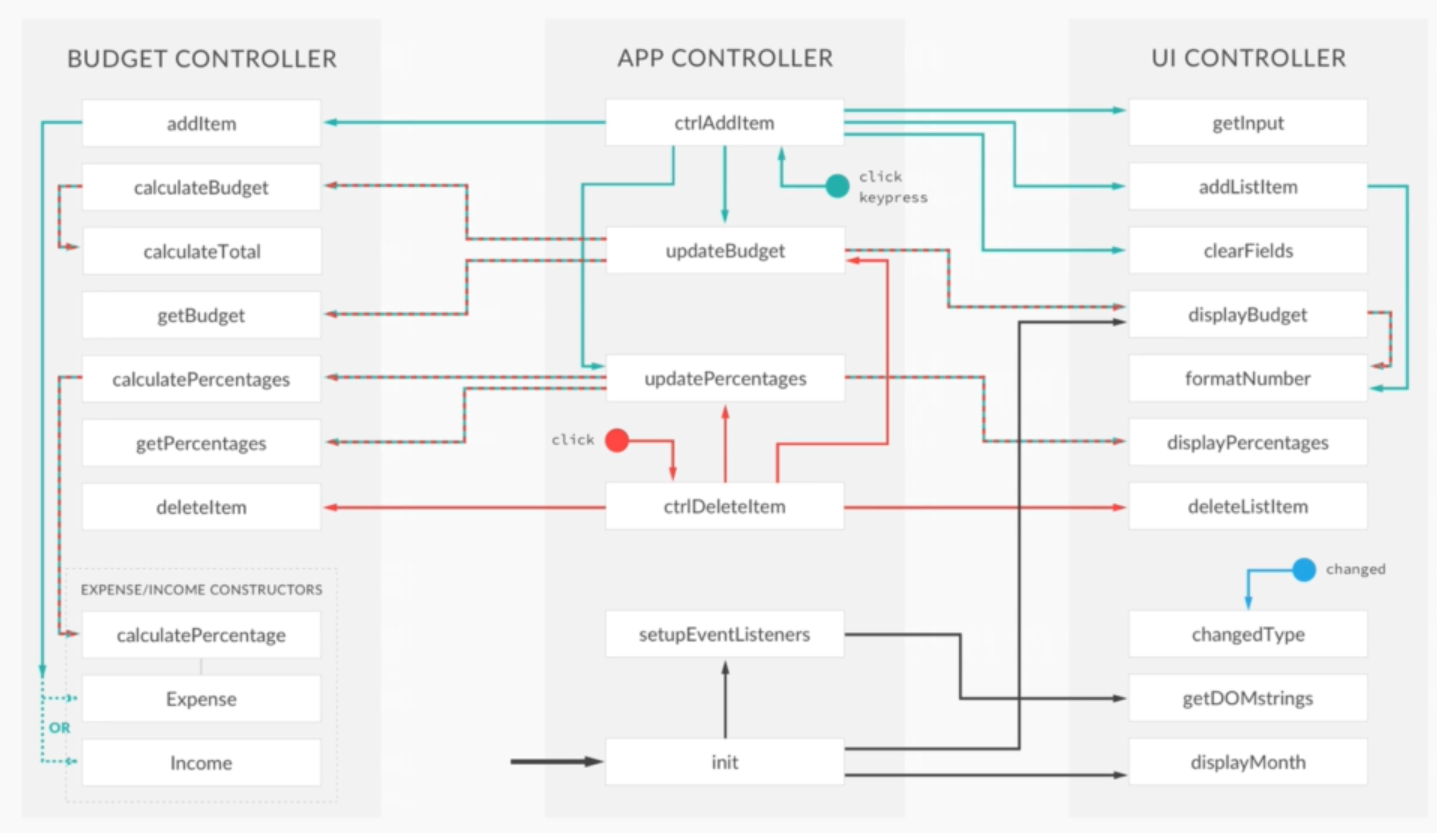 BUDGET CONTROLLER
addItem
calculateBudget
calculateTotal
getBudget
calculatePercentages
getPercentages
deleteItem
EXPENSE/INCOME CONSTRUCTORS
calculatePercentage
Expense
OR
Income
APP CONTROLLER
ctrlAddItem
click
keypress
updateBudget
updatePercentages
click
ctrlDeleteItem
setupEventListeners
init
UI CONTROLLER
getInput
addListItem
clearFields
displayBudget
formatNumber
displayPercentages
deleteListItem
changed
changedType
getDOMstrings
displayMonth